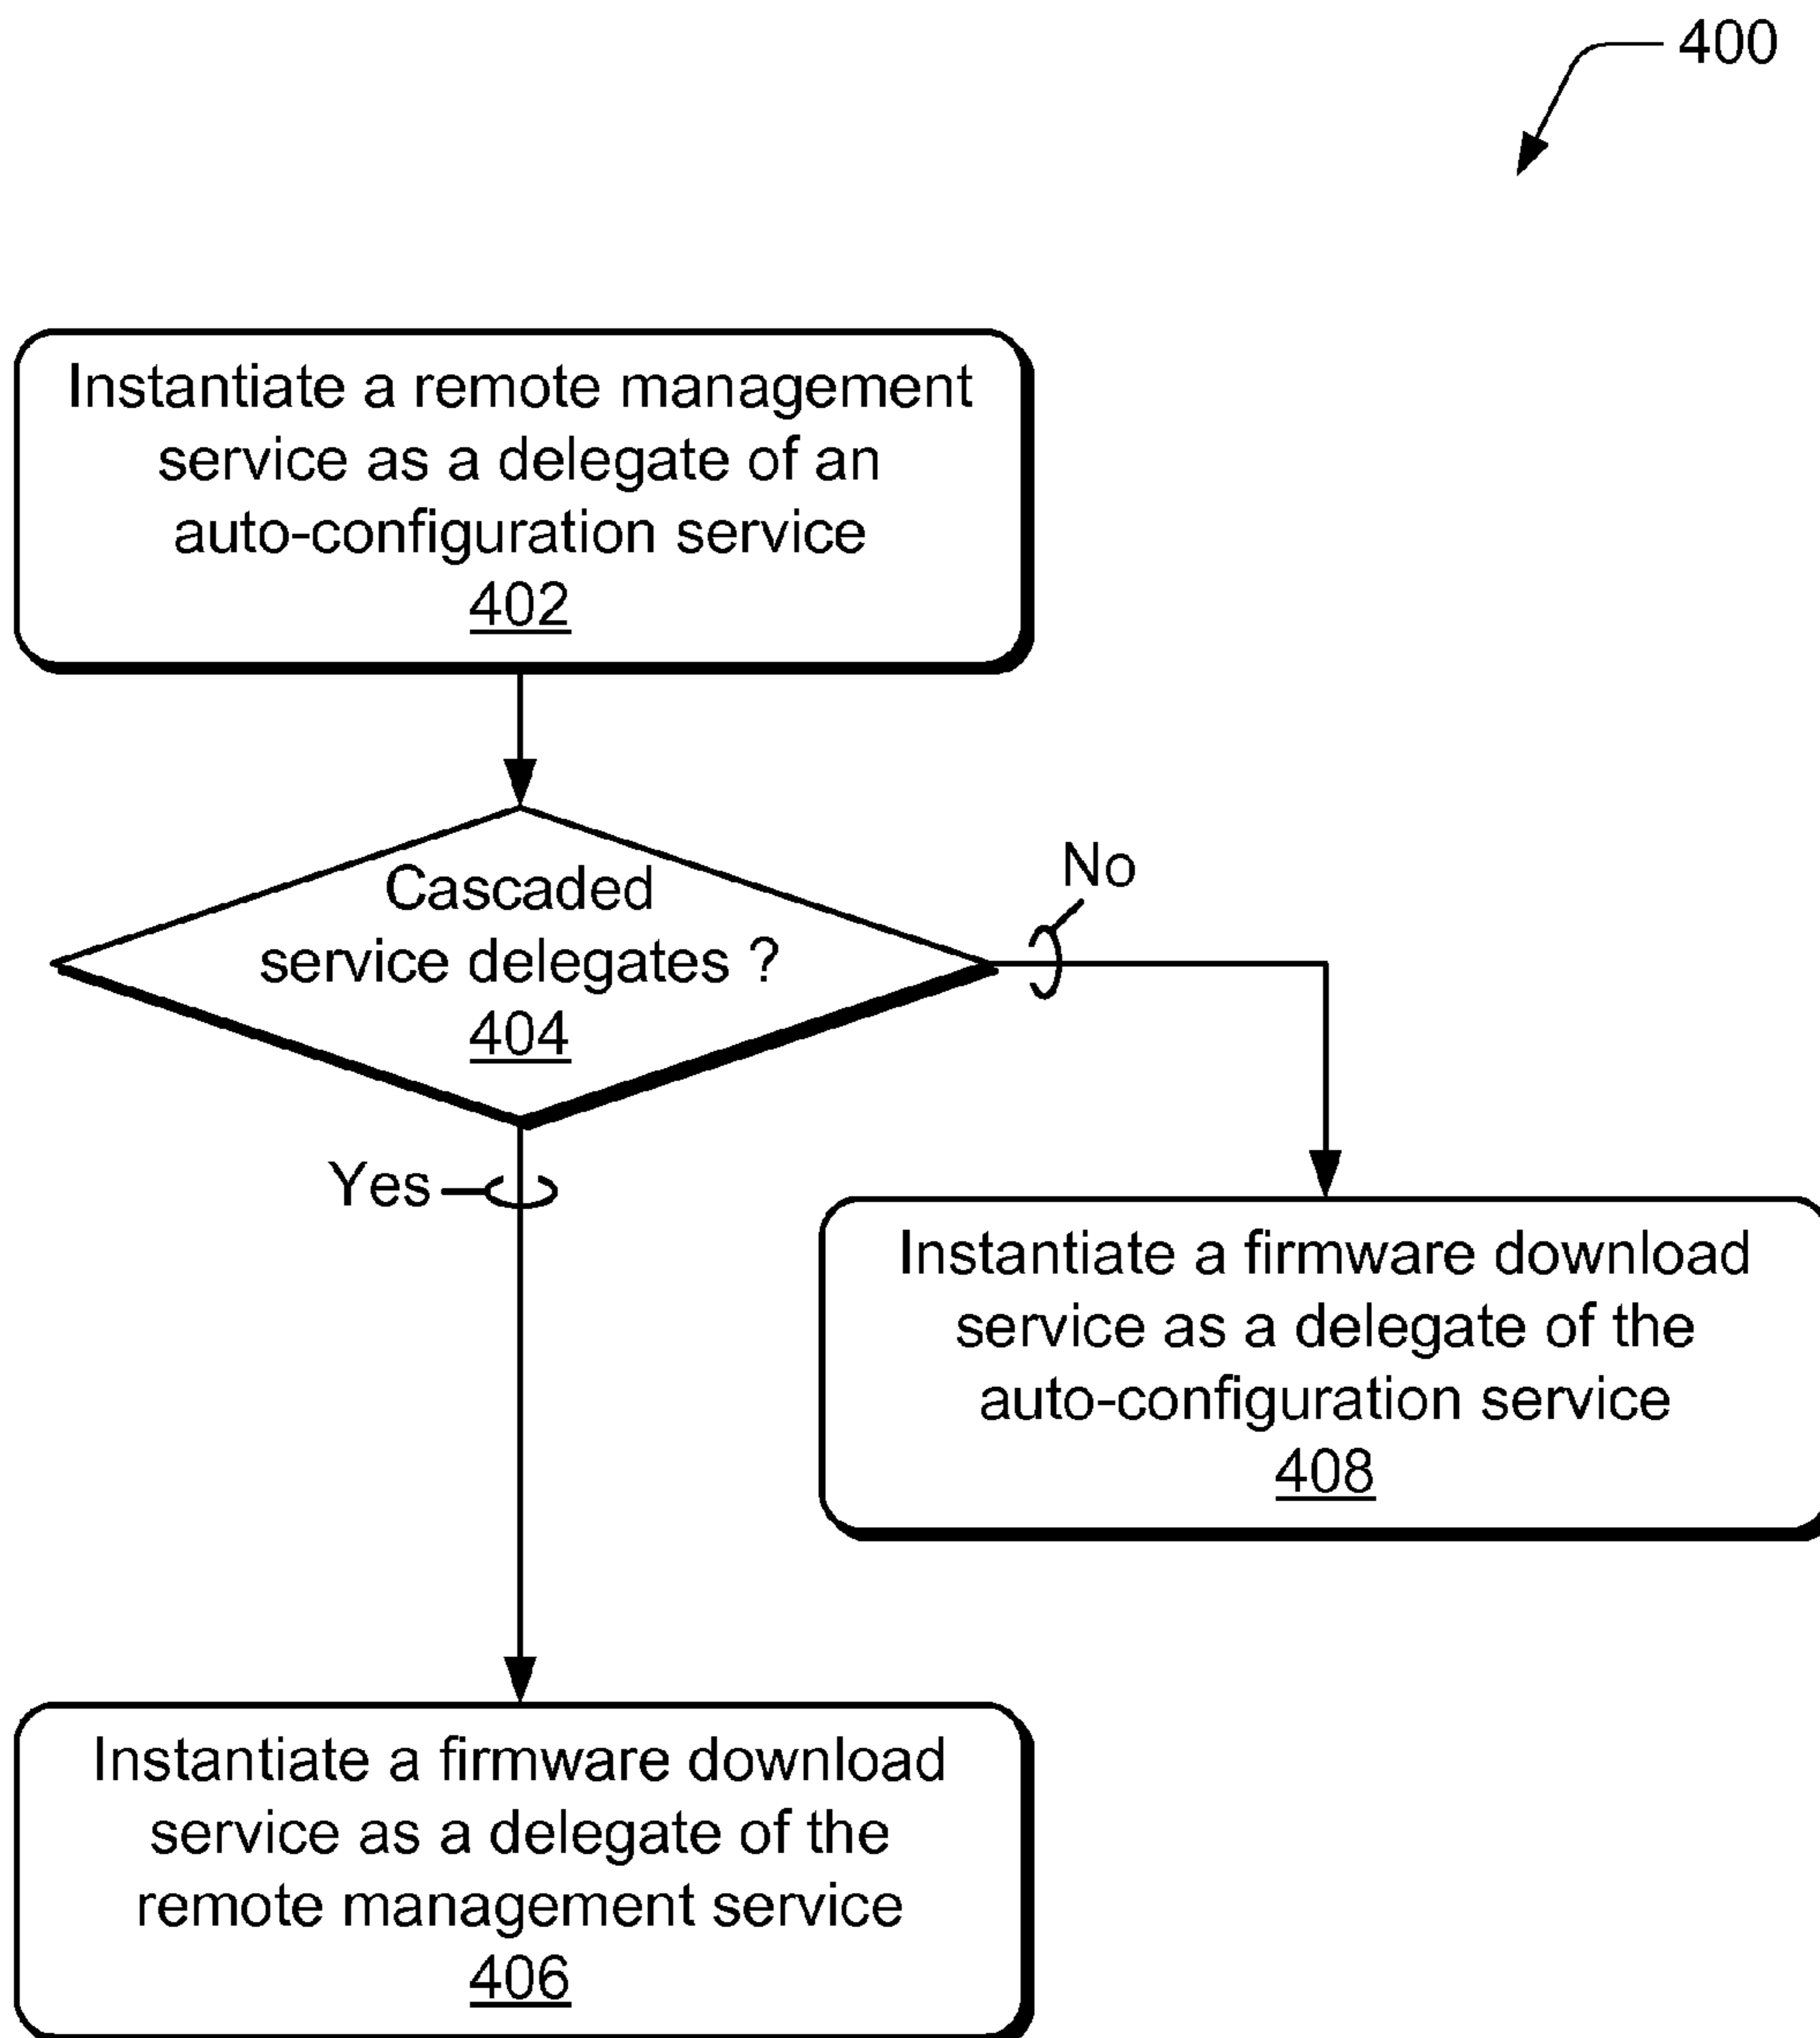 400
Instantiate a remote management
service as a delegate of an
auto-configuration service
402
Cascaded
service delegates ?
404
No
Yes
Instantiate a firmware download
service as a delegate of the
auto-configuration service
408
Instantiate a firmware download
service as a delegate of the
remote management service
406